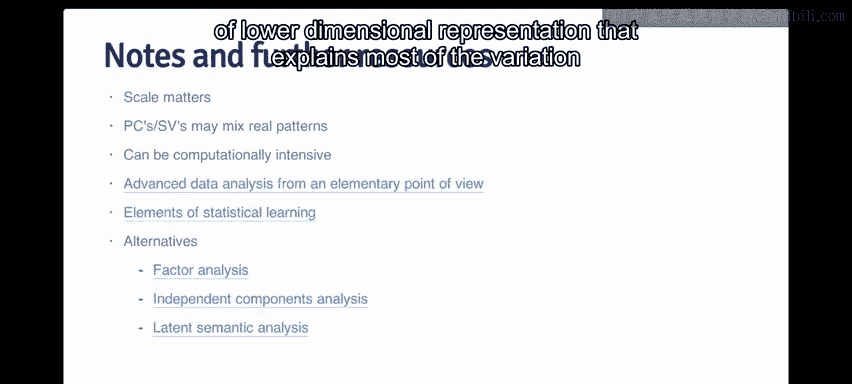 of lower dimensional representation that
explains most of the variation
Notes and further resources
· Scale matters
· PC's/SV's may mix real patterns
· Can be computationally intensive
· Advanced data analysis from an elementary point of view
· Elements of statistical learning
· Alternatives
- Factor analysis
- Independent components analysis
- Latent semantic analysis